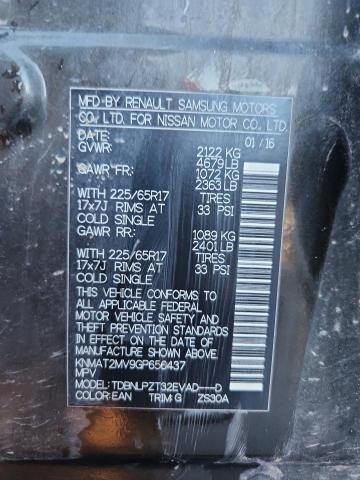 MFD BY RENAULT SAMSUNG MOTORS
CO., LTD. FOR NISSAN MOTOR CO., LTD.
DATE: 01/16
GVWR: 2122 KG
4679 LB
GAWR FR: 1072 KG
2363 LB
WITH 225/65R17 TIRES
17x7J RIMS AT 33 PSI
COLD SINGLE
GAWR RR: 1089 KG
2401 LB
WITH 225/65R17 TIRES
17x7J RIMS AT 33 PSI
COLD SINGLE
THIS VEHICLE CONFORMS TO
ALL APPLICABLE FEDERAL
MOTOR VEHICLE SAFETY AND
THEFT PREVENTION STANDARDS
IN EFFECT ON THE DATE OF
MANUFACTURE SHOWN ABOVE.
KNMAT2MV9GP656437
MPV
MODEL: TDBNLPZT32EVAD----D
COLOR: EAN TRIM: G ZS30A